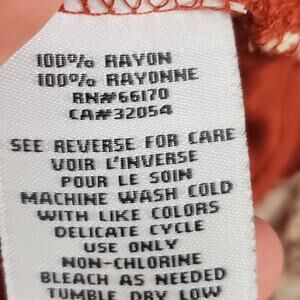 100% RAYON
100% RAYONNE
RN#66170
CA#32054
SEE REVERSE FOR CARE
VOIR L'INVERSE
POUR LE SOIN
MACHINE WASH COLD
WITH LIKE COLORS
DELICATE CYCLE
USE ONLY
NON-CHLORINE
BLEACH AS NEEDED
TUMBLE DRY LOW